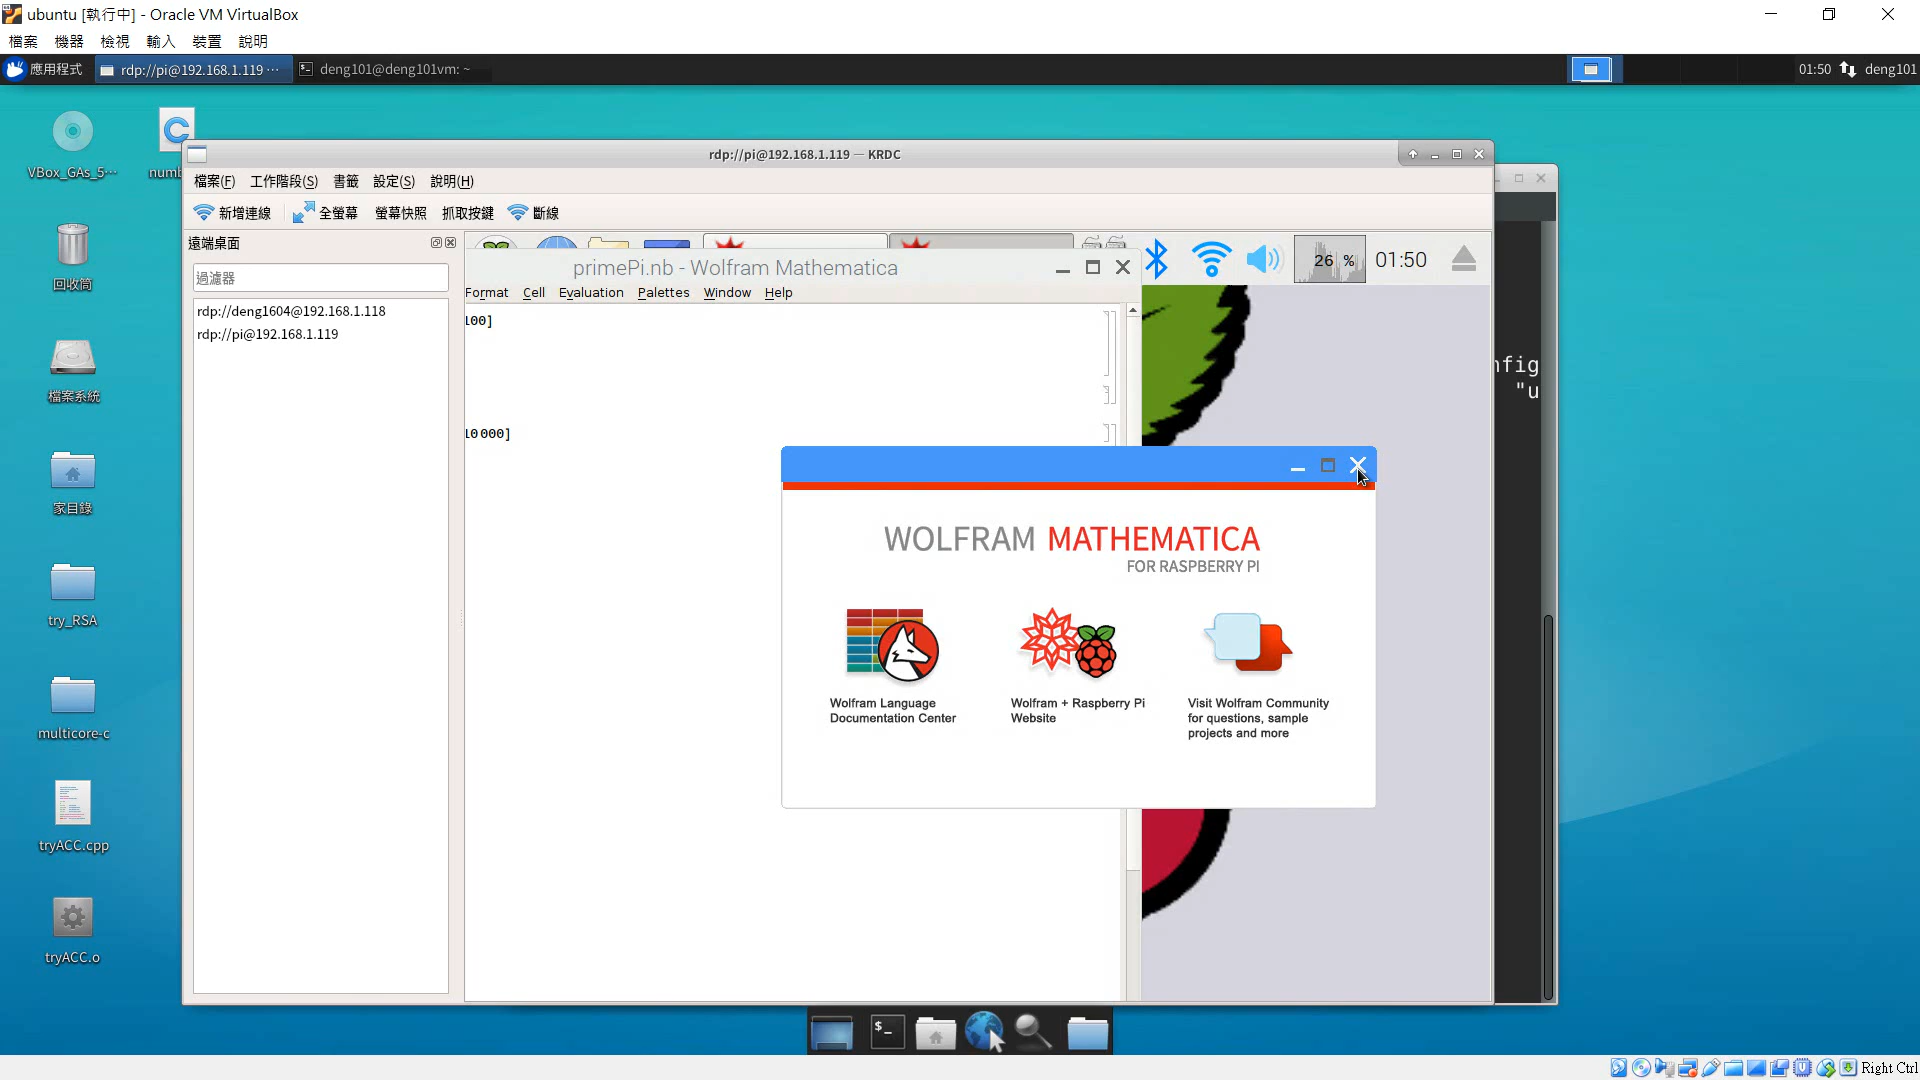 ubuntu [執行中] - Oracle VM VirtualBox
檔案 機器 檢視 輸入 裝置 說明
應用程式 rdp://pi@192.168.1.119 ··· deng101@deng101vm: ~ 01:50 deng101
VBox_GAs_5···
numb
回收筒
檔案系統
家目錄
try_RSA
multicore-c
tryACC.cpp
tryACC.o
rdp://pi@192.168.1.119 — KRDC
檔案(F) 工作階段(S) 書籤 設定(S) 說明(H)
新增連線 全螢幕 螢幕快照 抓取按鍵 斷線
遠端桌面
過濾器
rdp://deng1604@192.168.1.118
rdp://pi@192.168.1.119
26 % 01:50
primePi.nb - Wolfram Mathematica
Format Cell Evaluation Palettes Window Help
100]
10000]
nfig
"u
WOLFRAM MATHEMATICA
FOR RASPBERRY PI
Wolfram Language
Documentation Center
Wolfram + Raspberry Pi
Website
Visit Wolfram Community
for questions, sample
projects and more
$_
Right Ctrl